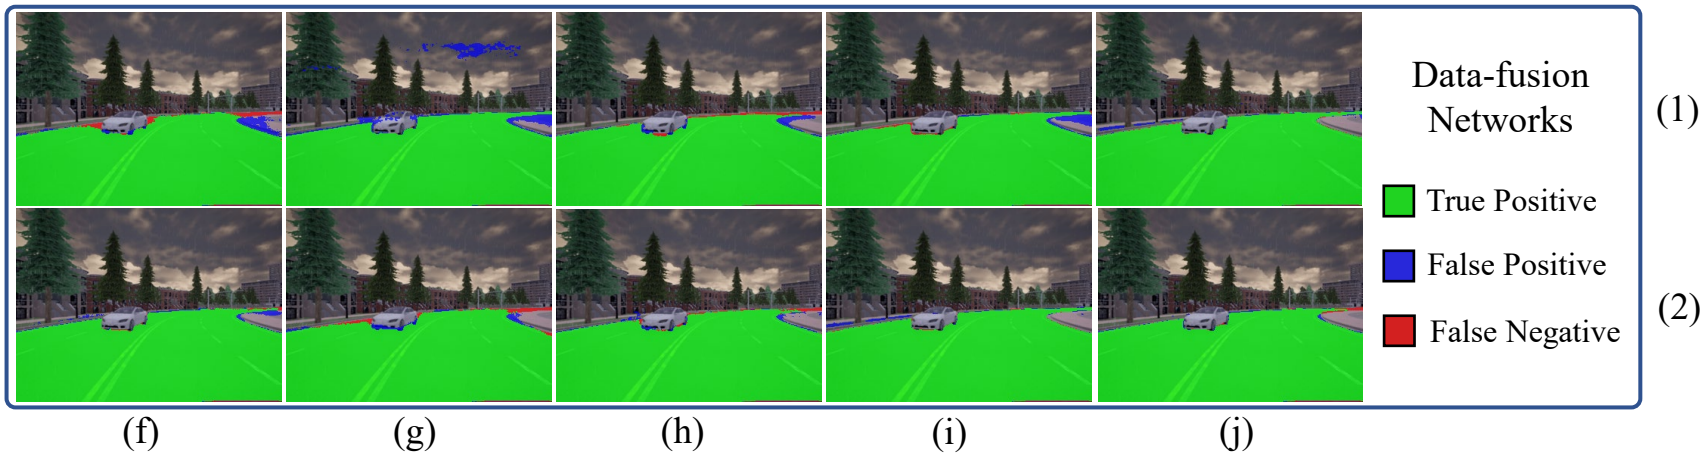 Data-fusion
Networks
True Positive
False Positive
False Negative
(1)
(2)
(f)
(g)
(h)
(i)
(j)